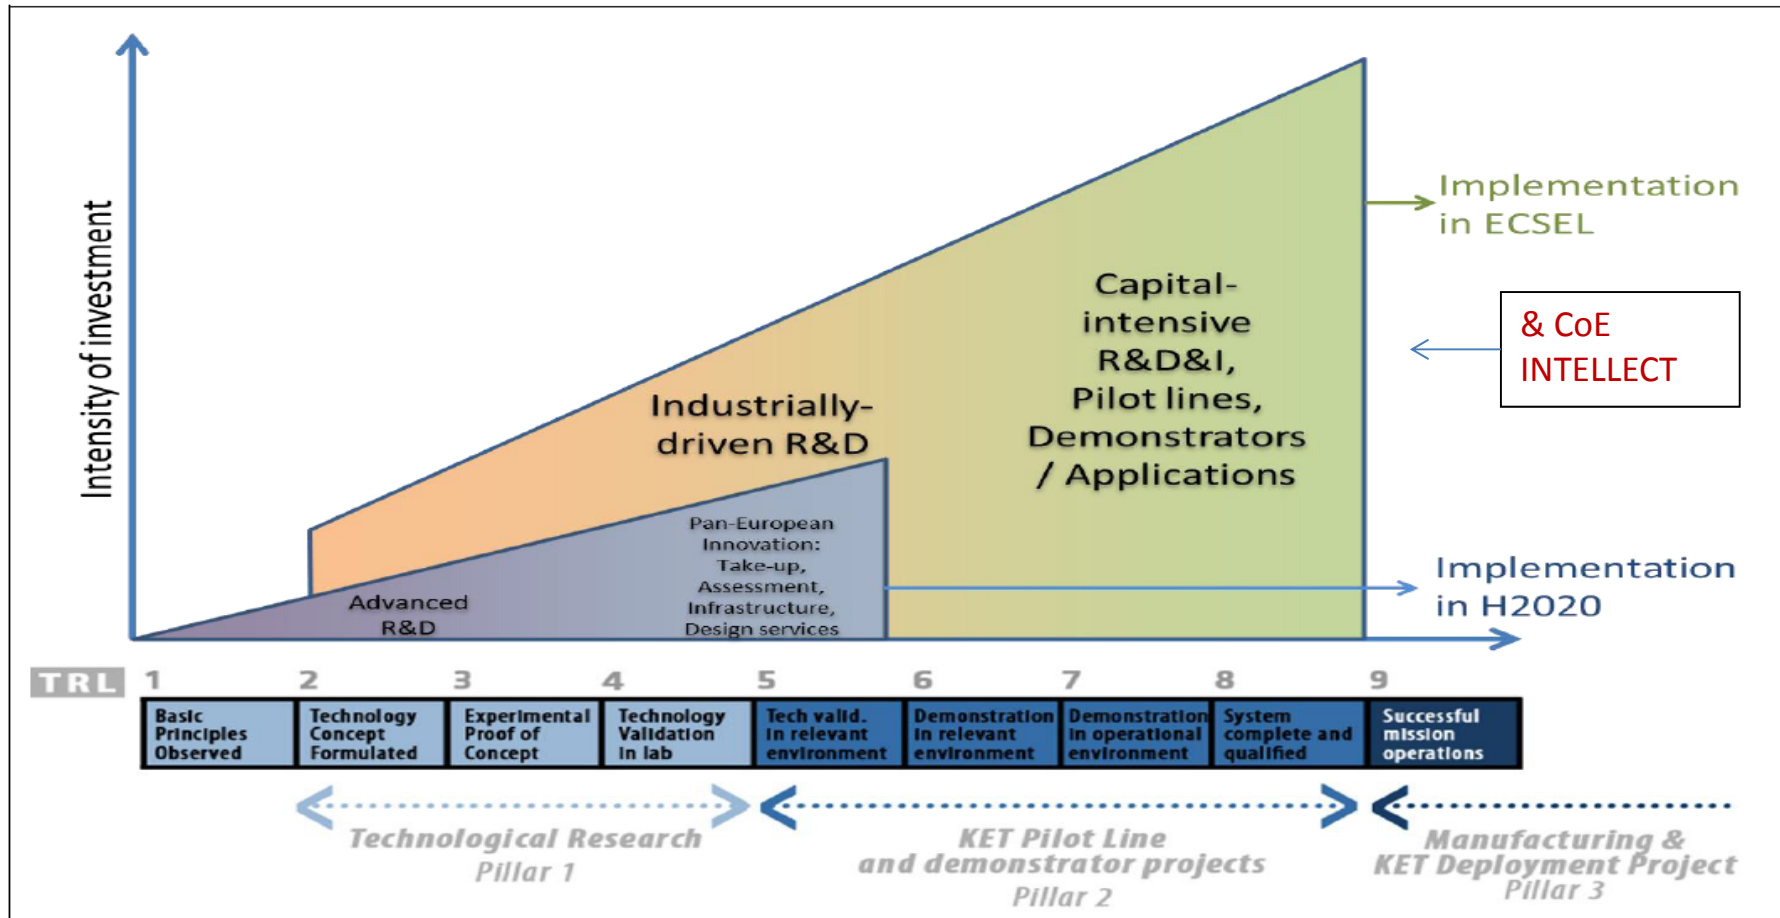 Intensity of investment
Implementation
in ECSEL
& CoE
INTELLECT
Capital-
intensive
R&D&I,
Pilot lines,
Demonstrators
/ Applications
Industrially-
driven R&D
Pan-European
Innovation:
Take-up,
Assessment,
Infrastructure,
Design services
Advanced
R&D
Implementation
in H2020
TRL 1 2 3 4 5 6 7 8 9
Basic
Principles
Observed
Technology
Concept
Formulated
Experimental
Proof of
Concept
Technology
Validation
in lab
Tech valid.
in relevant
environment
Demonstration
in relevant
environment
Demonstration
in operational
environment
System
complete and
qualified
Successful
mission
operations
Technological Research
Pillar 1
KET Pilot Line
and demonstrator projects
Pillar 2
Manufacturing &
KET Deployment Project
Pillar 3